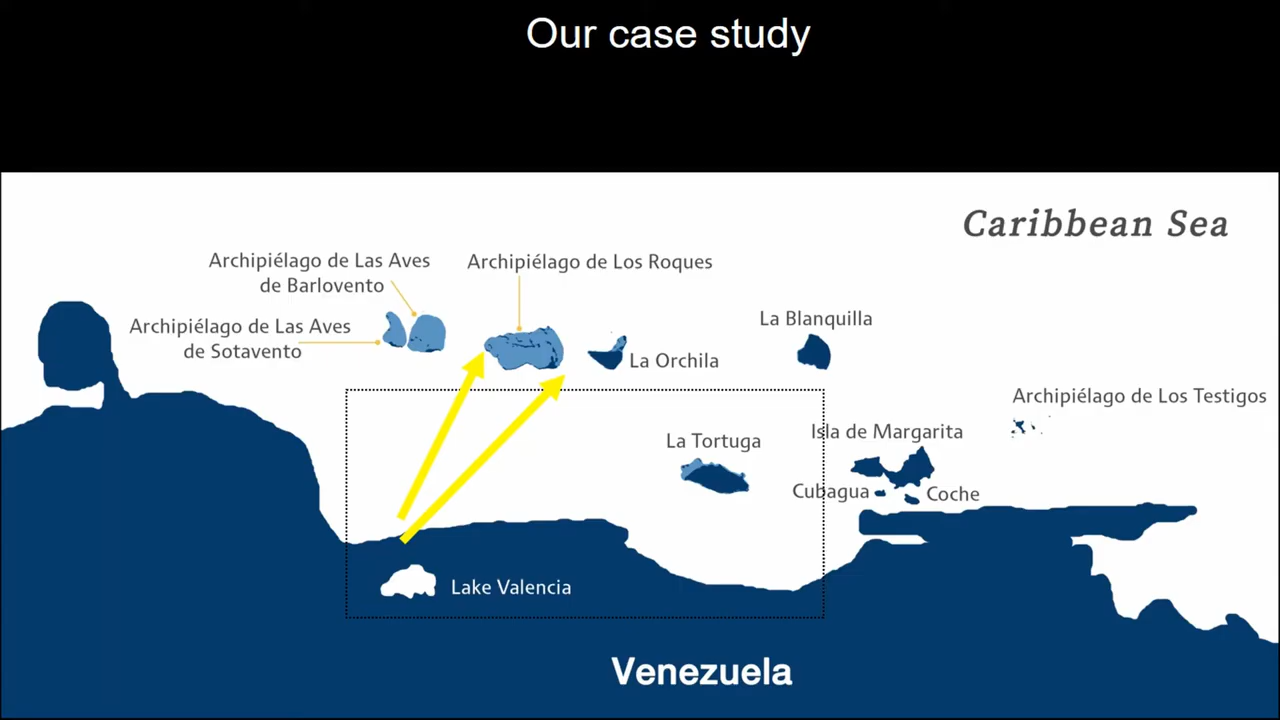 Our case study
Caribbean Sea
Archipiélago de Las Aves
de Barlovento
Archipiélago de Los Roques
Archipiélago de Las Aves
de Sotavento
La Blanquilla
La Orchila
Archipiélago de Los Testigos
La Tortuga
Isla de Margarita
Cubagua
Coche
Lake Valencia
Venezuela